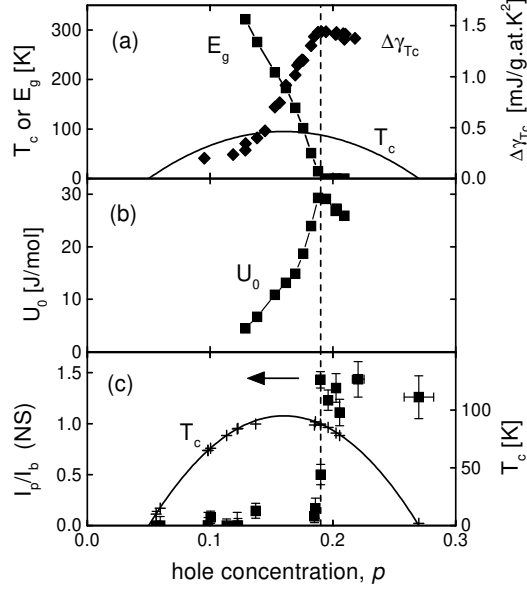 (a)
E_g
Δγ_Tc
T_c
T_c or E_g [K]
300
200
100
0
Δγ_Tc [mJ/g.at.K²]
1.5
1.0
0.5
0.0
(b)
U_0
U_0 [J/mol]
30
20
10
0
(c)
T_c
I_p/I_b (NS)
1.5
1.0
0.5
0.0
T_c [K]
100
50
0
0.0 0.1 0.2 0.3
hole concentration, p